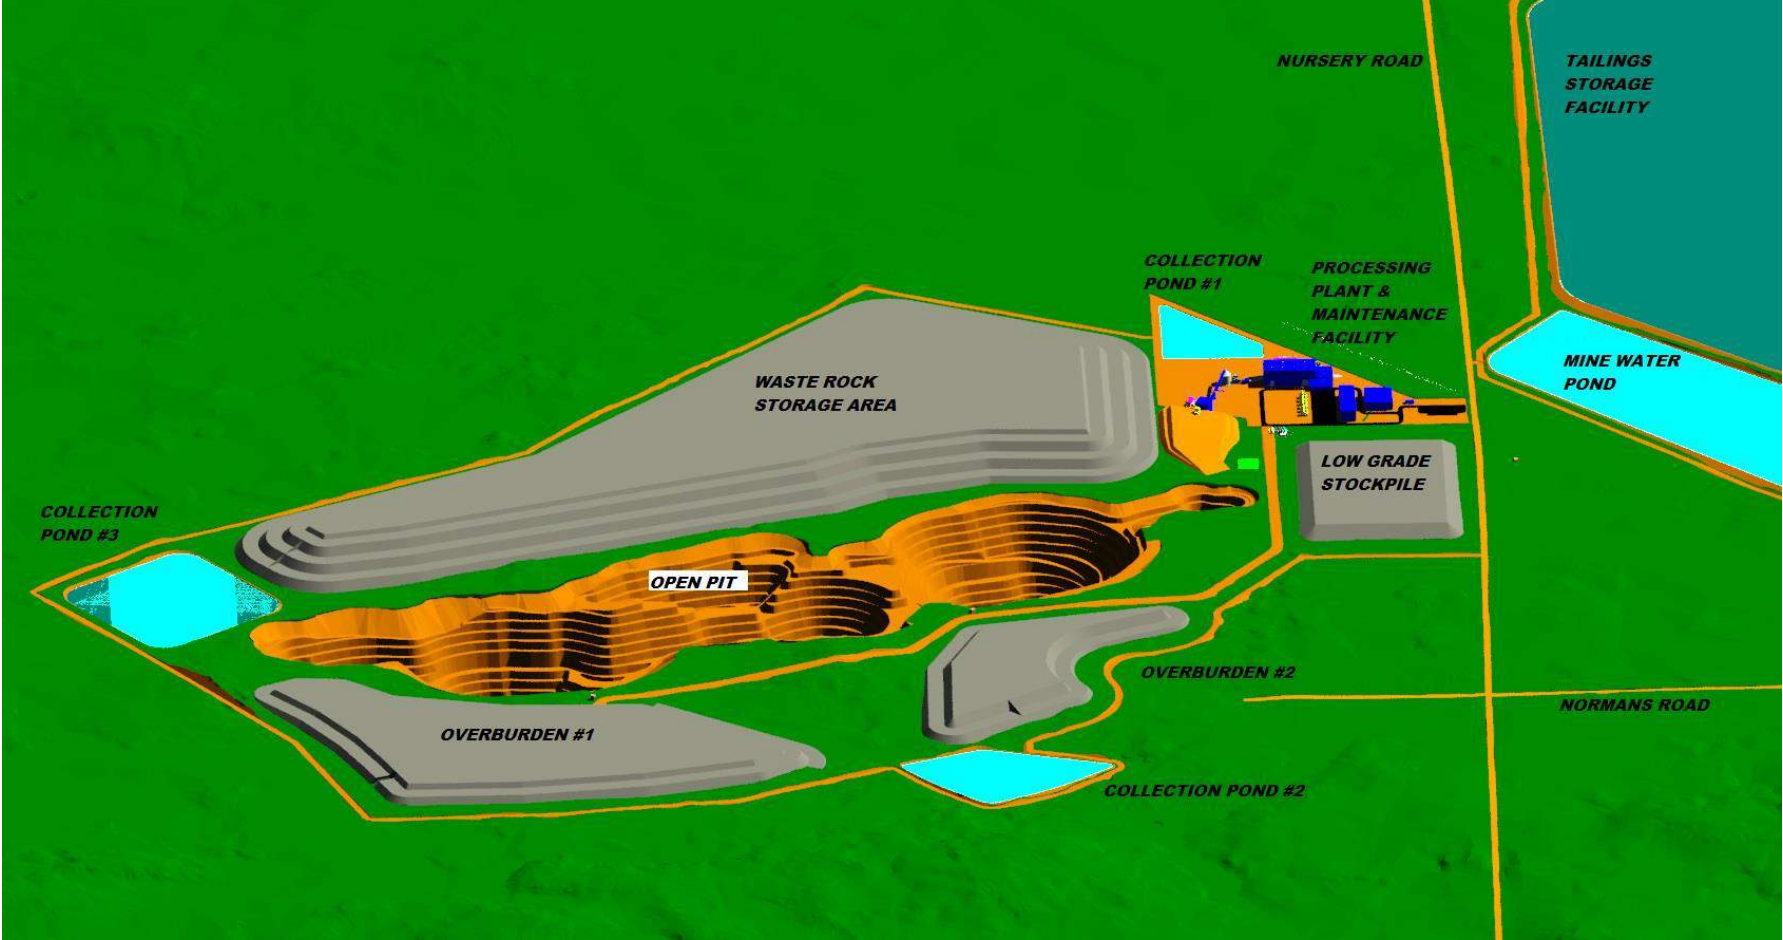 NURSERY ROAD
TAILINGS
STORAGE
FACILITY
COLLECTION
POND #1
PROCESSING
PLANT &
MAINTENANCE
FACILITY
MINE WATER
POND
WASTE ROCK
STORAGE AREA
LOW GRADE
STOCKPILE
COLLECTION
POND #3
OPEN PIT
OVERBURDEN #2
NORMANS ROAD
OVERBURDEN #1
COLLECTION POND #2